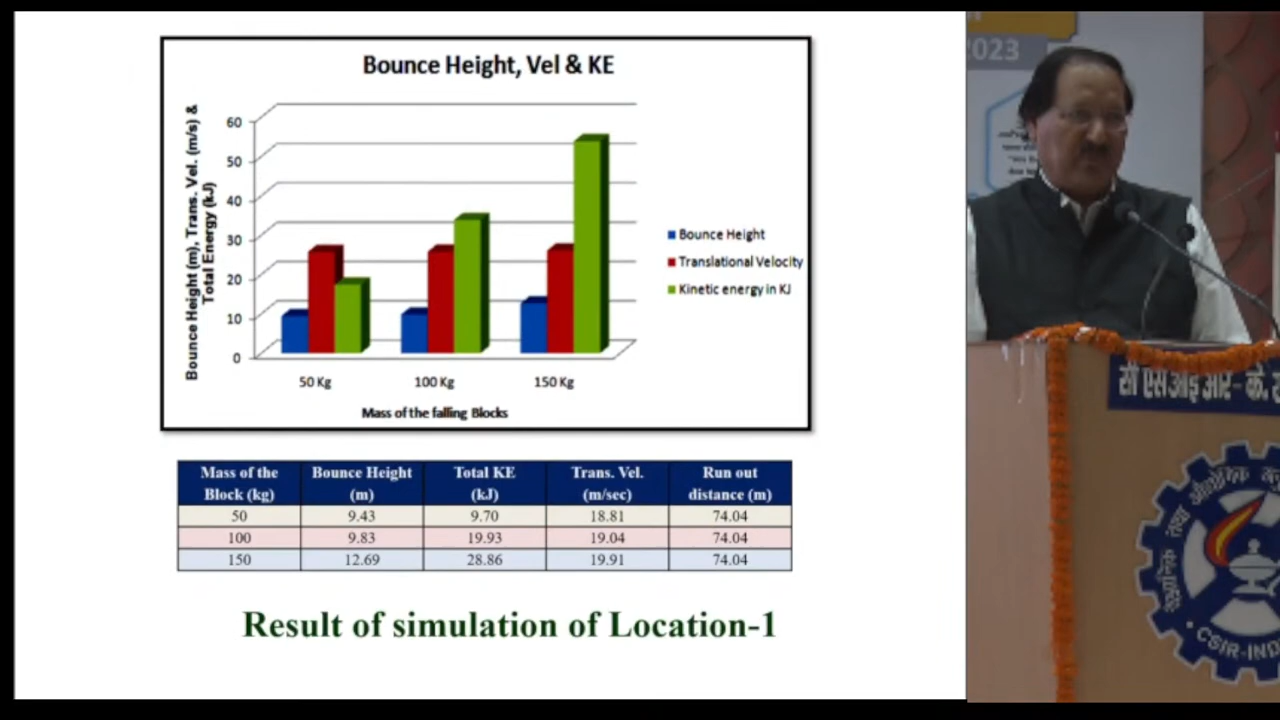 Bounce Height, Vel & KE
Bounce Height (m), Trans. Vel. (m/s) &
Total Energy (kJ)
60
50
40
30
20
10
0
50 Kg
100 Kg
150 Kg
Mass of the falling Blocks
Bounce Height
Translational Velocity
Kinetic energy in KJ
Mass of the Block (kg) Bounce Height (m) Total KE (kJ) Trans. Vel. (m/sec) Run out distance (m)
50 9.43 9.70 18.81 74.04
100 9.83 19.93 19.04 74.04
150 12.69 28.86 19.91 74.04
Result of simulation of Location-1
2023
सी एस आई आर - के
CSIR-IND